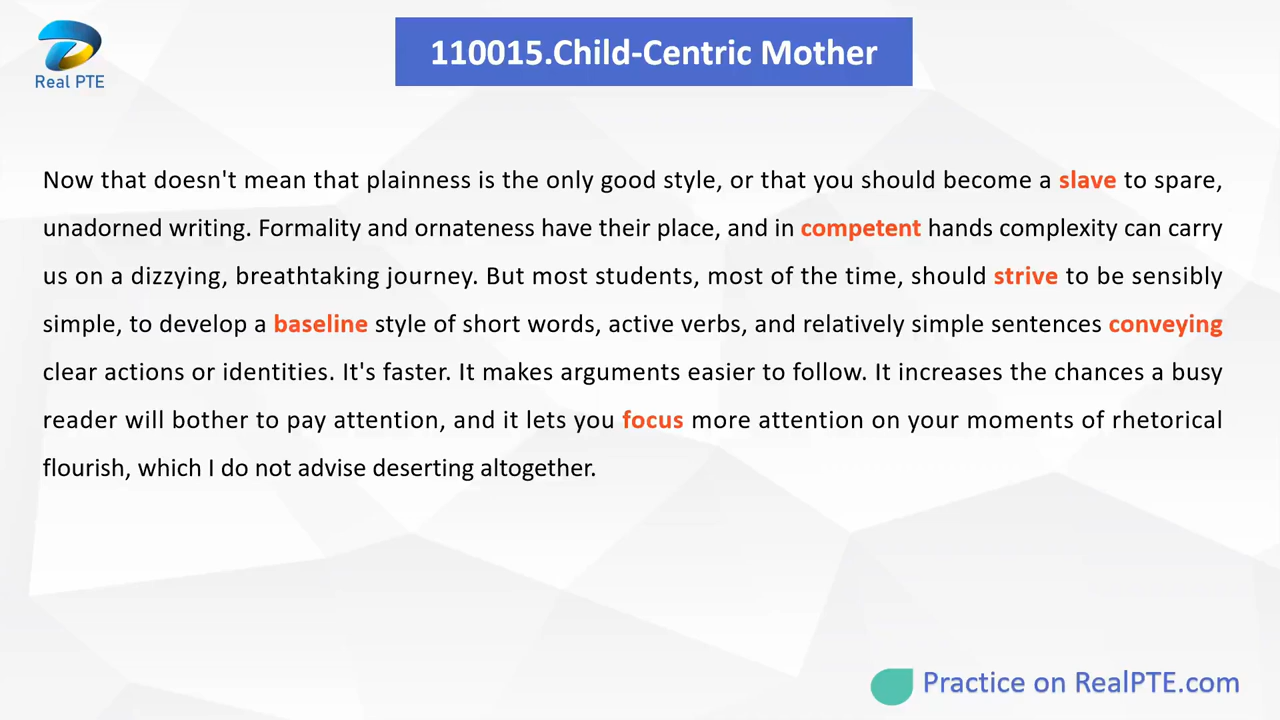 Real PTE
110015.Child-Centric Mother
Now that doesn't mean that plainness is the only good style, or that you should become a slave to spare,
unadorned writing. Formality and ornateness have their place, and in competent hands complexity can carry
us on a dizzying, breathtaking journey. But most students, most of the time, should strive to be sensibly
simple, to develop a baseline style of short words, active verbs, and relatively simple sentences conveying
clear actions or identities. It's faster. It makes arguments easier to follow. It increases the chances a busy
reader will bother to pay attention, and it lets you focus more attention on your moments of rhetorical
flourish, which I do not advise deserting altogether.
Practice on RealPTE.com